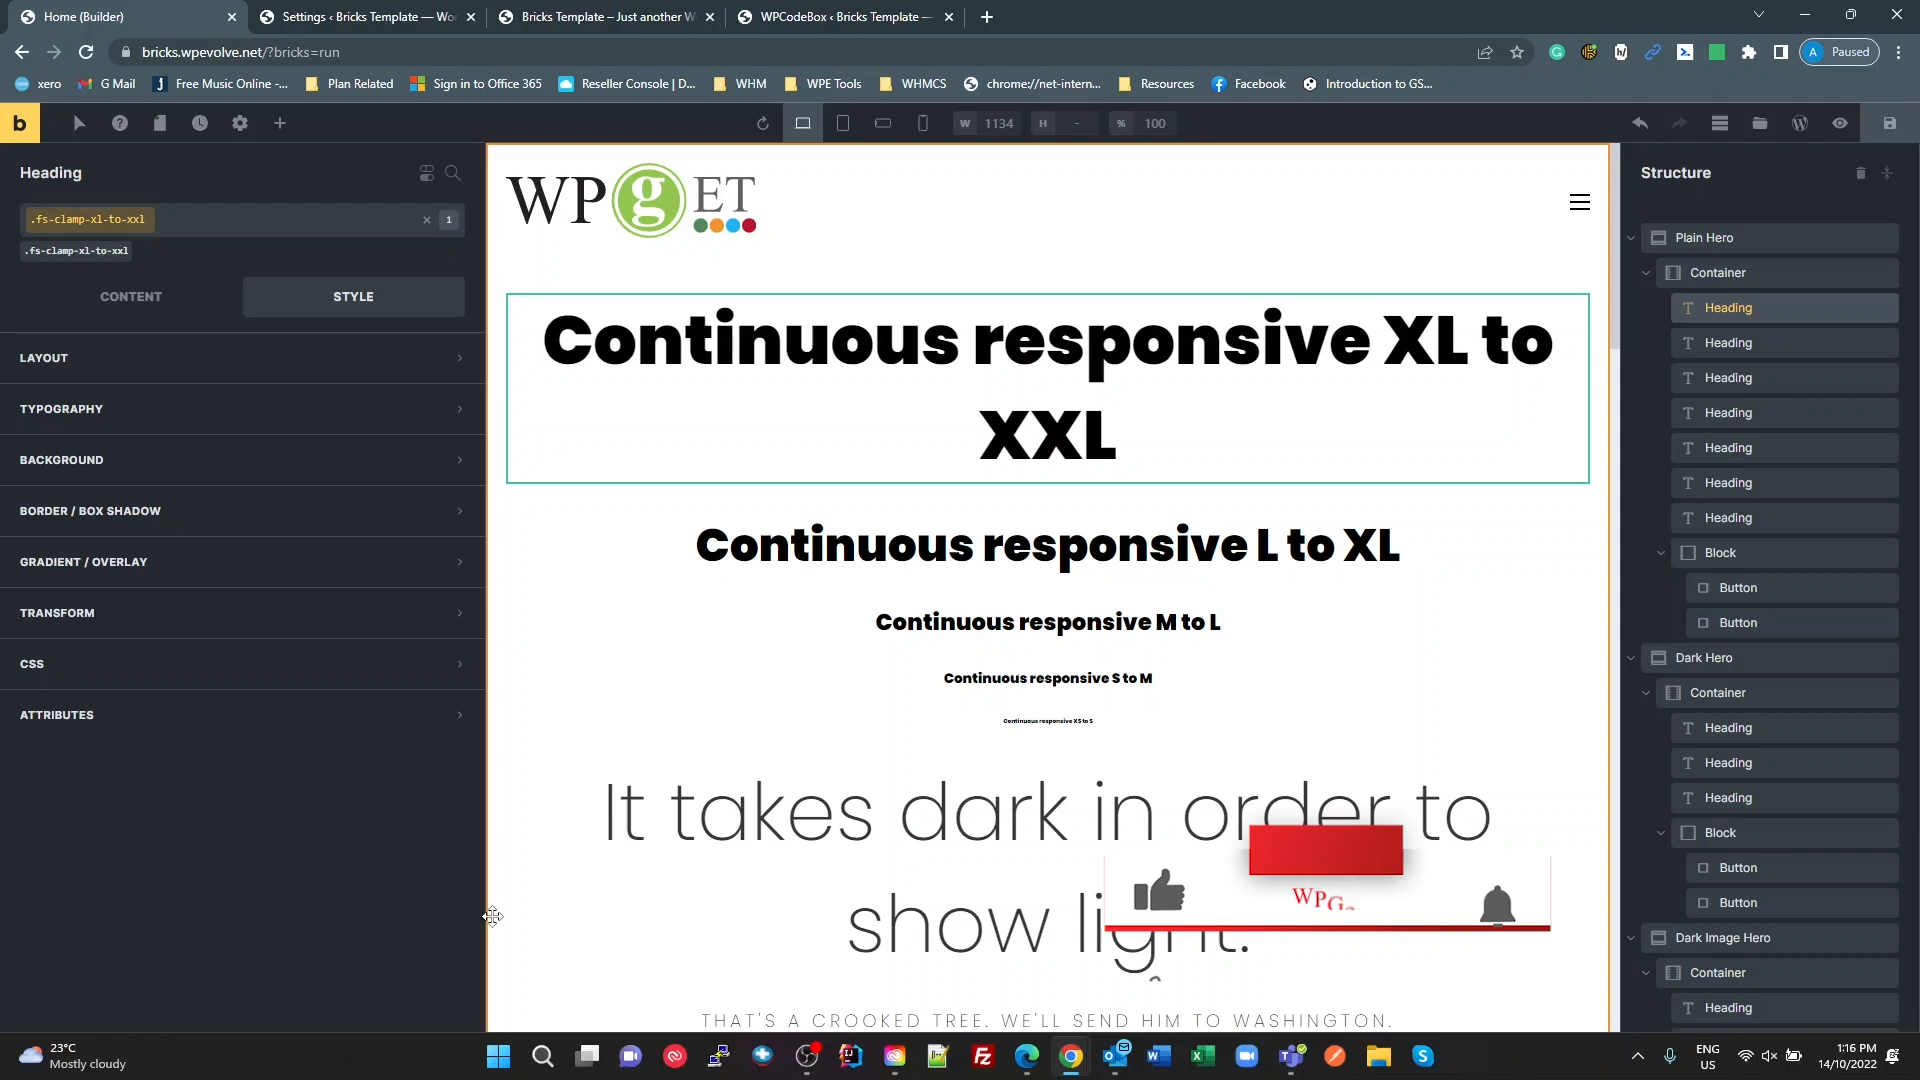 Home (Builder)
Settings ‹ Bricks Template — Wor
Bricks Template – Just another W
WPCodeBox ‹ Bricks Template —
bricks.wpevolve.net/?bricks=run
A Paused
xero
G Mail
Free Music Online -...
Plan Related
Sign in to Office 365
Reseller Console | D...
WHM
WPE Tools
WHMCS
chrome://net-intern...
Resources
Facebook
Introduction to GS...
b
W 1134 H - % 100
Heading
.fs-clamp-xl-to-xxl
1
.fs-clamp-xl-to-xxl
CONTENT
STYLE
LAYOUT
TYPOGRAPHY
BACKGROUND
BORDER / BOX SHADOW
GRADIENT / OVERLAY
TRANSFORM
CSS
ATTRIBUTES
WP g ET
Continuous responsive XL to
XXL
Continuous responsive L to XL
Continuous responsive M to L
Continuous responsive S to M
Continuous responsive XS to S
It takes dark in order to
show light.
WPGe
THAT'S A CROOKED TREE. WE'LL SEND HIM TO WASHINGTON.
Structure
Plain Hero
Container
Heading
Heading
Heading
Heading
Heading
Heading
Heading
Block
Button
Button
Dark Hero
Container
Heading
Heading
Heading
Block
Button
Button
Dark Image Hero
Container
Heading
23°C
Mostly cloudy
ENG
US
1:16 PM
14/10/2022